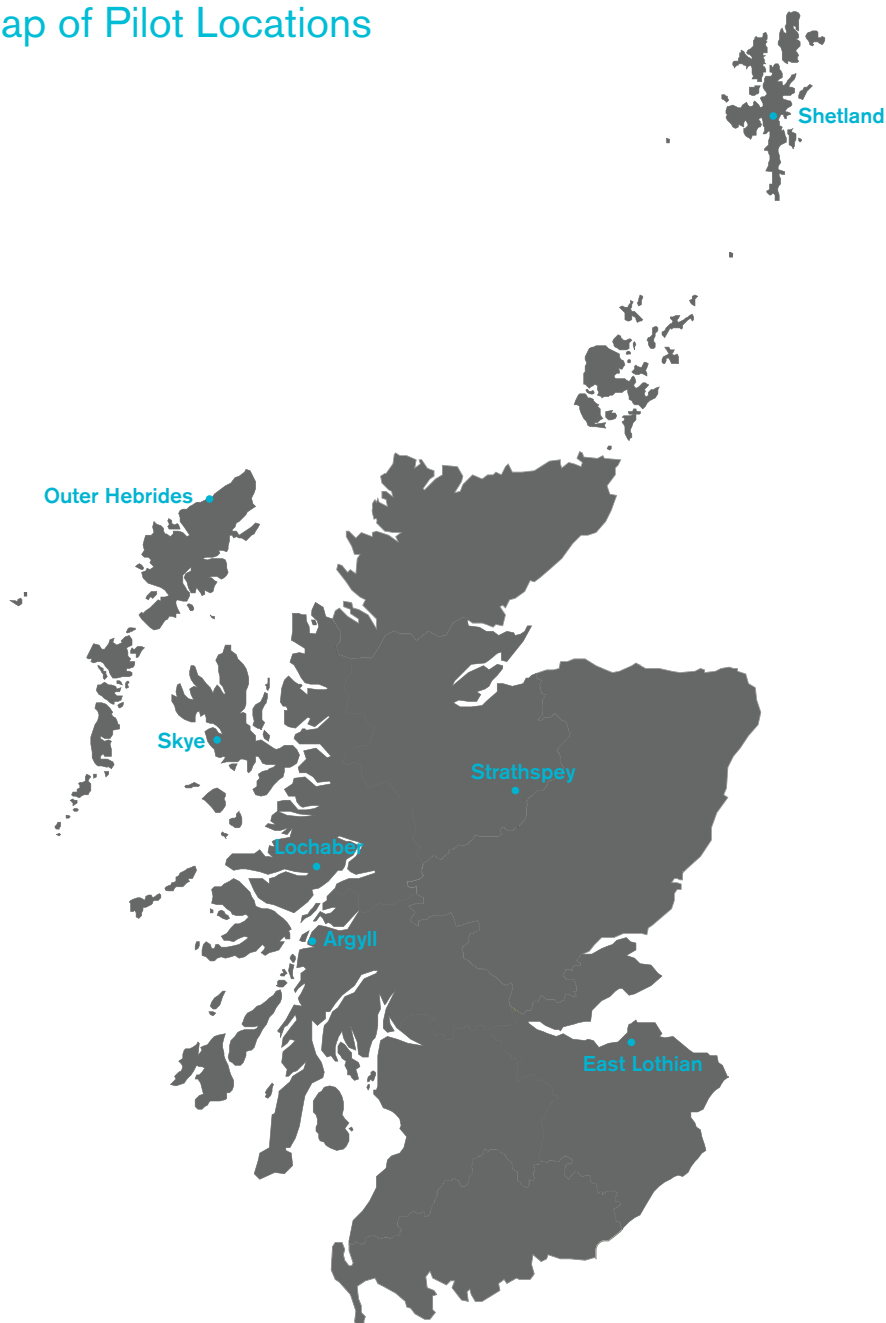 ap of Pilot Locations
Shetland
Outer Hebrides
Skye
Strathspey
Lochaber
Argyll
East Lothian